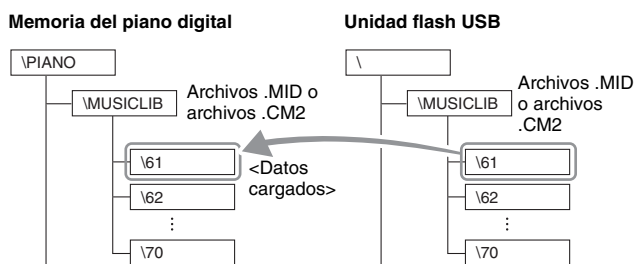 Memoria del piano digital
Unidad flash USB
\PIANO
\MUSICLIB
Archivos .MID o
archivos .CM2
\61
<Datos
cargados>
\62
⋮
\70
\
\MUSICLIB
Archivos .MID
o archivos
.CM2
\61
\62
⋮
\70